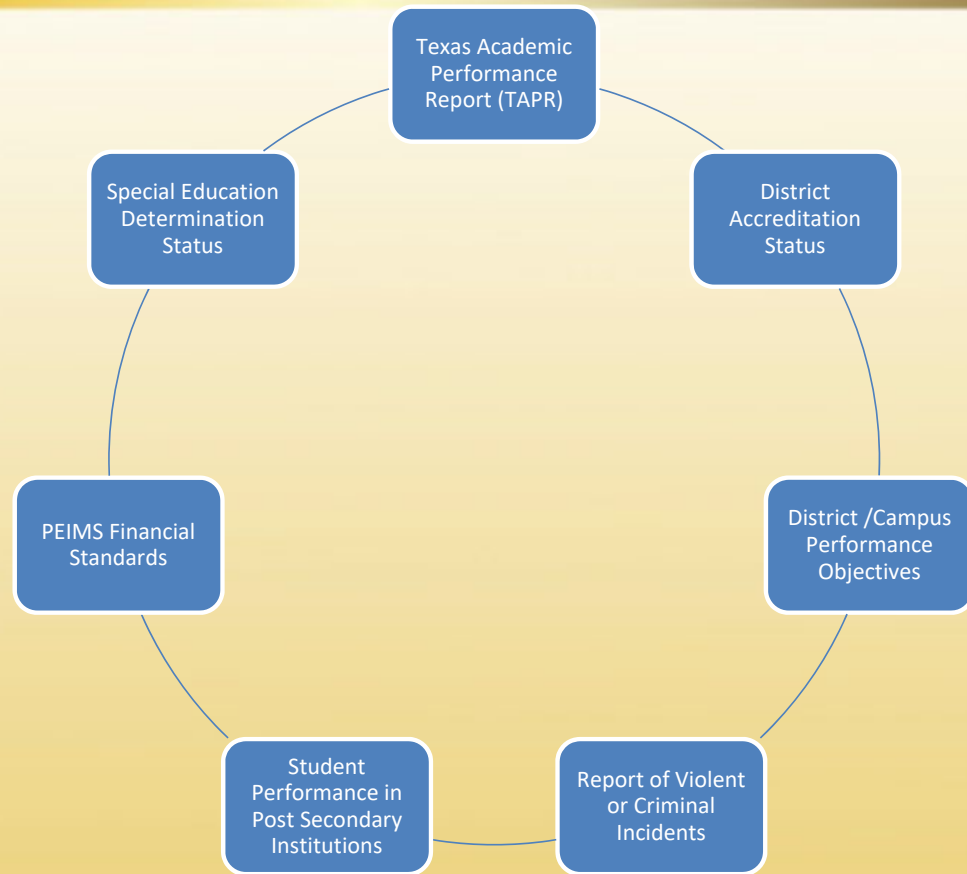 Texas Academic
Performance
Report (TAPR)
District
Accreditation
Status
District /Campus
Performance
Objectives
Report of Violent
or Criminal
Incidents
Student
Performance in
Post Secondary
Institutions
PEIMS Financial
Standards
Special Education
Determination
Status